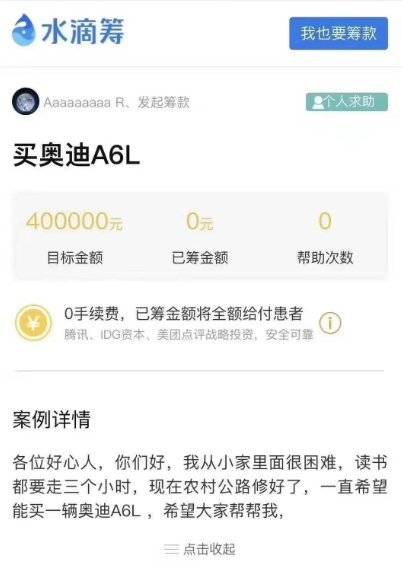 水滴筹
我也要筹款
Aaaaaaaaa R、发起筹款
个人求助
买奥迪A6L
400000元
0元
0
目标金额
已筹金额
帮助次数
¥
0手续费，已筹金额将全额给付患者
腾讯、IDG资本、美团点评战略投资，安全可靠
案例详情
各位好心人，你们好，我从小家里面很困难，读书
都要走三个小时，现在农村公路修好了，一直希望
能买一辆奥迪A6L ，希望大家帮帮我，
点击收起